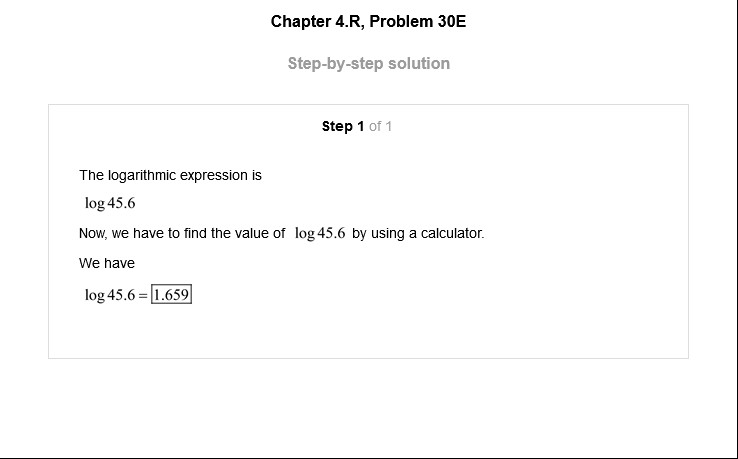 Chapter 4.R, Problem 30E
Step-by-step solution
Step 1 of 1
The logarithmic expression is
log 45.6
Now, we have to find the value of log 45.6 by using a calculator.
We have
log 45.6 = 1.659